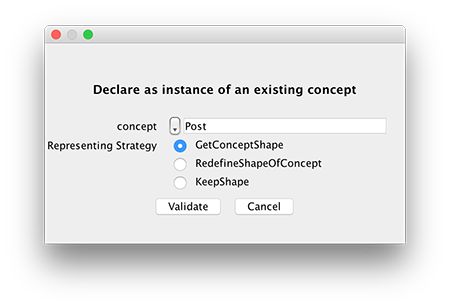 Declare as instance of an existing concept
concept Post
Representing Strategy GetConceptShape
RedefineShapeOfConcept
KeepShape
Validate Cancel